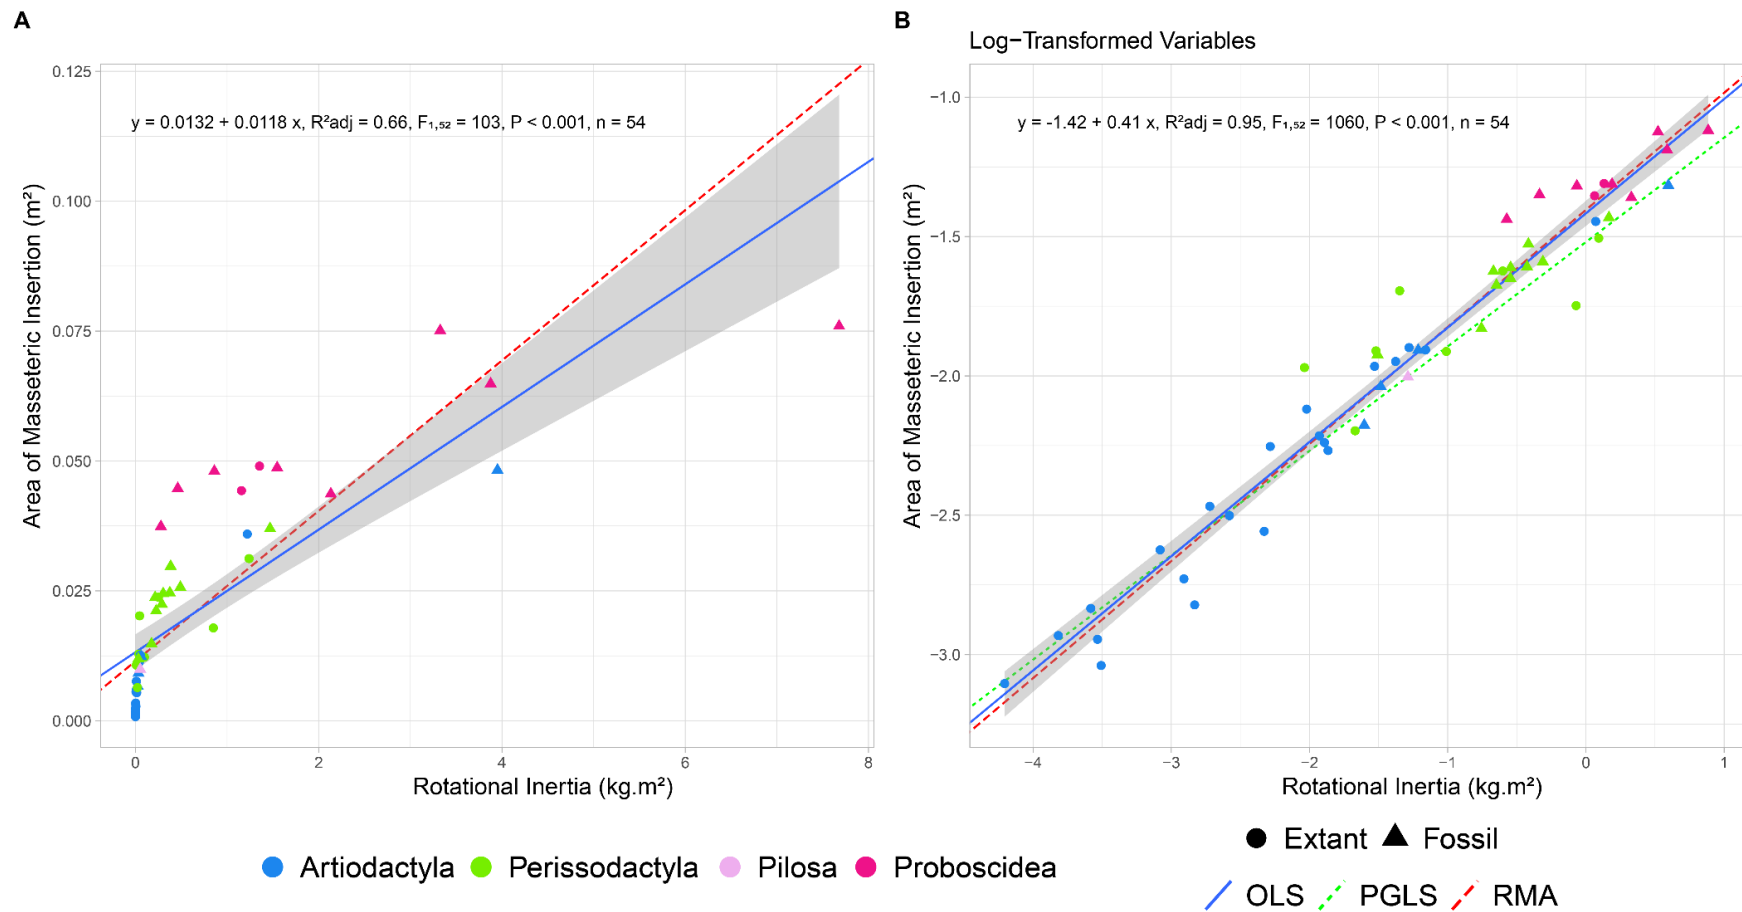 A
0.125
0.100
0.075
0.050
0.025
0.000
Area of Masseteric Insertion (m²)
y = 0.0132 + 0.0118 x, R²adj = 0.66, F₁,₅₂ = 103, P < 0.001, n = 54
0 2 4 6 8
Rotational Inertia (kg.m²)
B
Log−Transformed Variables
−1.0
−1.5
−2.0
−2.5
−3.0
Area of Masseteric Insertion (m²)
y = -1.42 + 0.41 x, R²adj = 0.95, F₁,₅₂ = 1060, P < 0.001, n = 54
−4 −3 −2 −1 0 1
Rotational Inertia (kg.m²)
Artiodactyla Perissodactyla Pilosa Proboscidea
Extant Fossil
OLS PGLS RMA